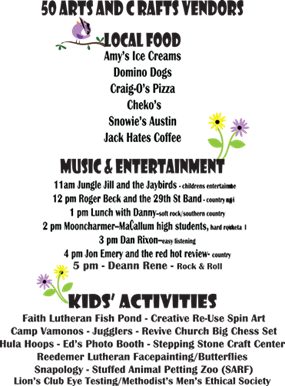 50 ARTS AND CRAFTS VENDORS
LOCAL FOOD
Amy's Ice Creams
Domino Dogs
Craig-O's Pizza
Cheko's
Snowie's Austin
Jack Hates Coffee
MUSIC & ENTERTAINMENT
11am Jungle Jill and the Jaybirds - childrens
12 pm Roger Beck and the 29th St Band - country
1 pm Lunch with Danny-soft rock/southern country
2 pm Mooncharmer-MaCallum high students, hard
3 pm Dan Rixon-easy listening
4 pm Jon Emery and the red hot review- country
5 pm - Deann Rene - Rock & Roll
KIDS' ACTIVITIES
Faith Lutheran Fish Pond - Creative Re-Use Spin Art
Camp Vamonos - Jugglers - Revive Church Big Chess Set
Hula Hoops - Ed's Photo Booth - Stepping Stone Craft Center
Reedemer Lutheran Facepainting/Butterflies
Snapology - Stuffed Animal Petting Zoo (SARF)
Lion's Club Eye Testing/Methodist's Men's Ethical Society